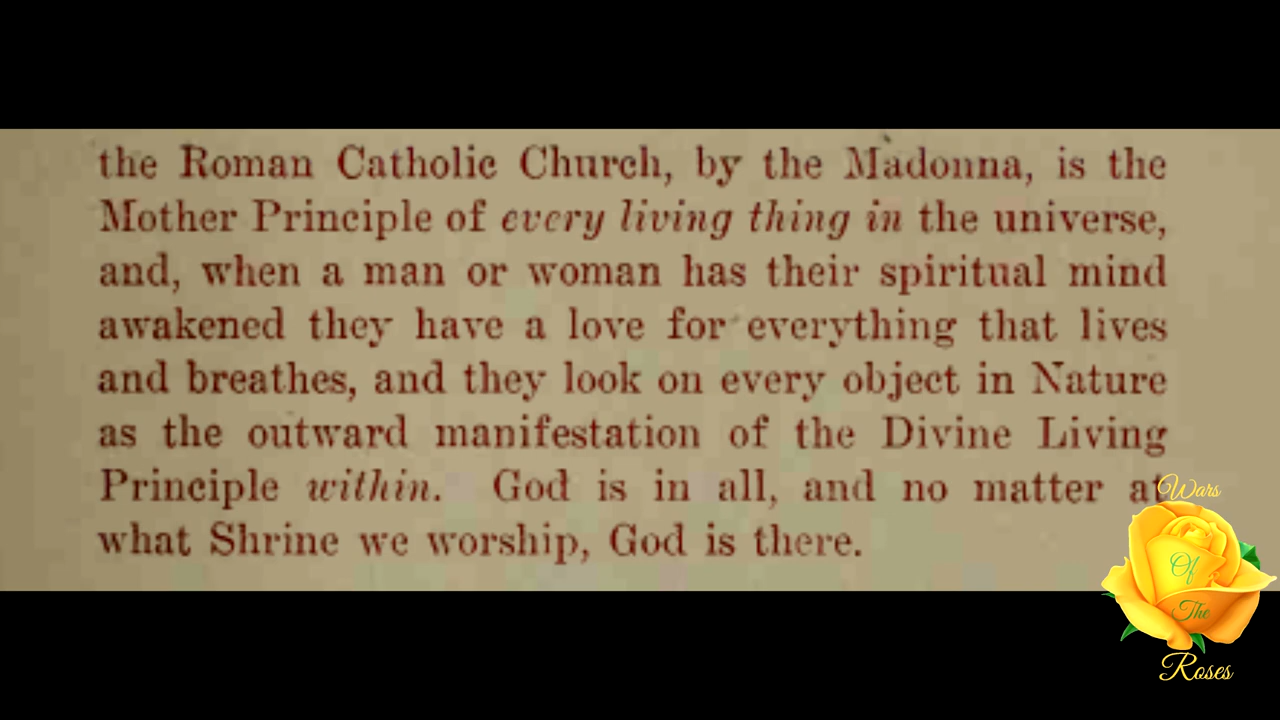 the Roman Catholic Church, by the Madonna, is the
Mother Principle of every living thing in the universe,
and, when a man or woman has their spiritual mind
awakened they have a love for everything that lives
and breathes, and they look on every object in Nature
as the outward manifestation of the Divine Living
Principle within. God is in all, and no matter at
what Shrine we worship, God is there.
Wars
Of
The
Roses